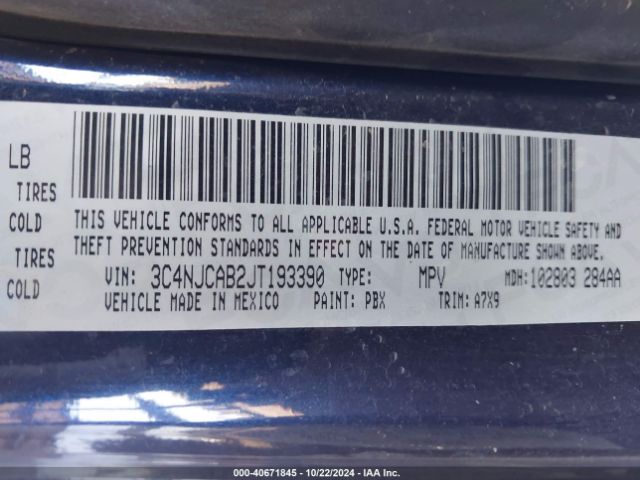 LB
TIRES
COLD
TIRES
COLD
THIS VEHICLE CONFORMS TO ALL APPLICABLE U.S.A. FEDERAL MOTOR VEHICLE SAFETY AND
THEFT PREVENTION STANDARDS IN EFFECT ON THE DATE OF MANUFACTURE SHOWN ABOVE.
VIN: 3C4NJCAB2JT193390 TYPE: MPV MDH:102803 284AA
VEHICLE MADE IN MEXICO PAINT: PBX TRIM: A7X9
000-40671845 - 10/22/2024 - IAA Inc.